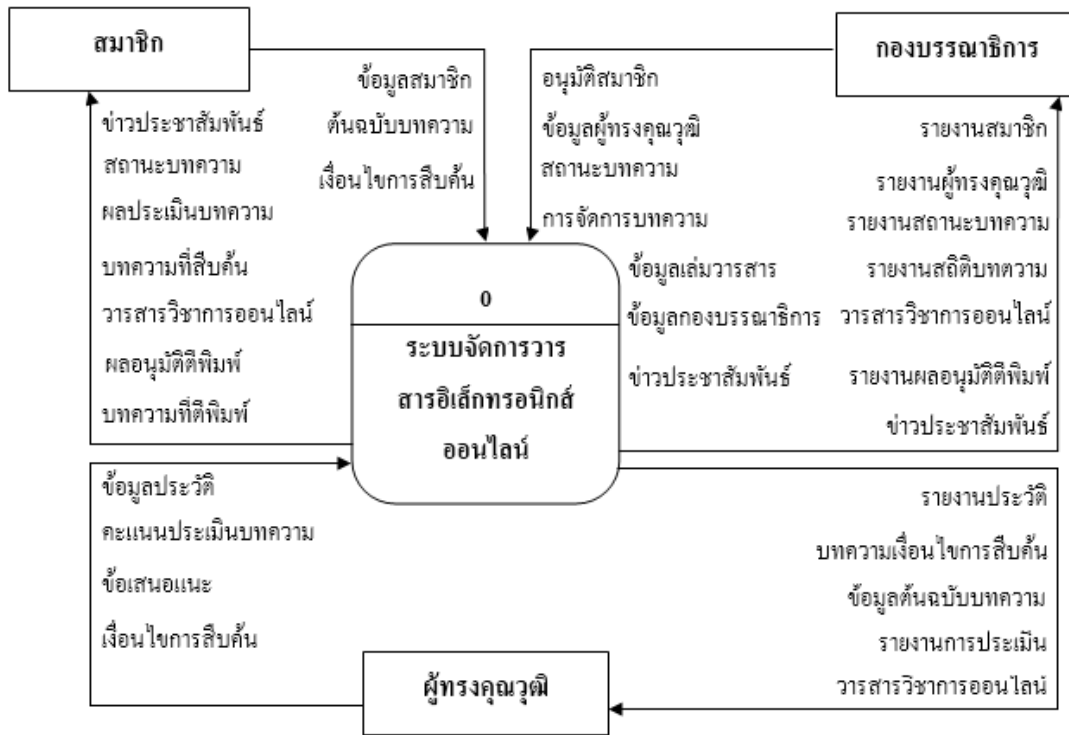 สมาชิก
กองบรรณาธิการ
ข้อมูลสมาชิก
ต้นฉบับบทความ
เงื่อนไขการสืบค้น
อนุมัติสมาชิก
ข้อมูลผู้ทรงคุณวุฒิ
สถานะบทความ
การจัดการบทความ
ข้อมูลเล่มวารสาร
ข้อมูลกองบรรณาธิการ
ข่าวประชาสัมพันธ์
ข่าวประชาสัมพันธ์
สถานะบทความ
ผลประเมินบทความ
บทความที่สืบค้น
วารสารวิชาการออนไลน์
ผลอนุมัติตีพิมพ์
บทความที่ตีพิมพ์
รายงานสมาชิก
รายงานผู้ทรงคุณวุฒิ
รายงานสถานะบทความ
รายงานสถิติบทตวาม
วารสารวิชาการออนไลน์
รายงานผลอนุมัติตีพิมพ์
ข่าวประชาสัมพันธ์
0
ระบบจัดการวาร
สารอิเล็กทรอนิกส์
ออนไลน์
ข้อมูลประวัติ
คะแนนประเมินบทความ
ข้อเสนอแนะ
เงื่อนไขการสืบค้น
รายงานประวัติ
บทความเงื่อนไขการสืบค้น
ข้อมูลต้นฉบับบทความ
รายงานการประเมิน
วารสารวิชาการออนไลน์
ผู้ทรงคุณวุฒิ